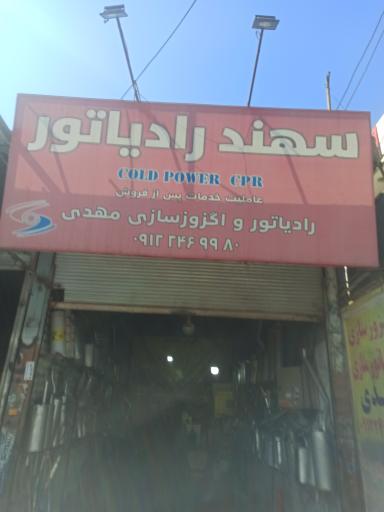 سهند رادیاتور
COLD POWER CPR
عاملیت خدمات پس از فروش
رادیاتور و اگزوزسازی مهدی
۰۹۱۲ ۲۴۶ ۹۹ ۸۰